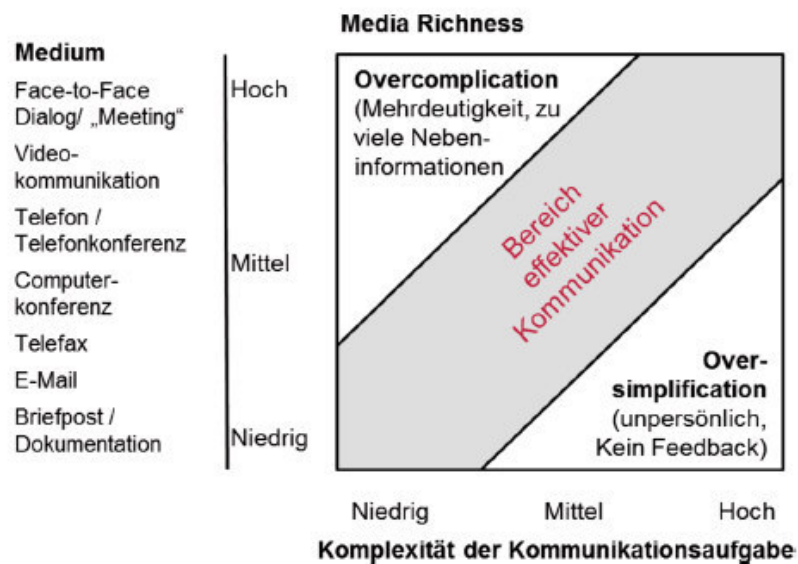 Media Richness
Medium
Face-to-Face
Dialog/ „Meeting“
Video-
kommunikation
Telefon /
Telefonkonferenz
Computer-
konferenz
Telefax
E-Mail
Briefpost /
Dokumentation
Hoch
Mittel
Niedrig
Overcomplication
(Mehrdeutigkeit, zu
viele Neben-
informationen
Bereich
effektiver
Kommunikation
Over-
simplification
(unpersönlich,
Kein Feedback)
Niedrig
Mittel
Hoch
Komplexität der Kommunikationsaufgabe